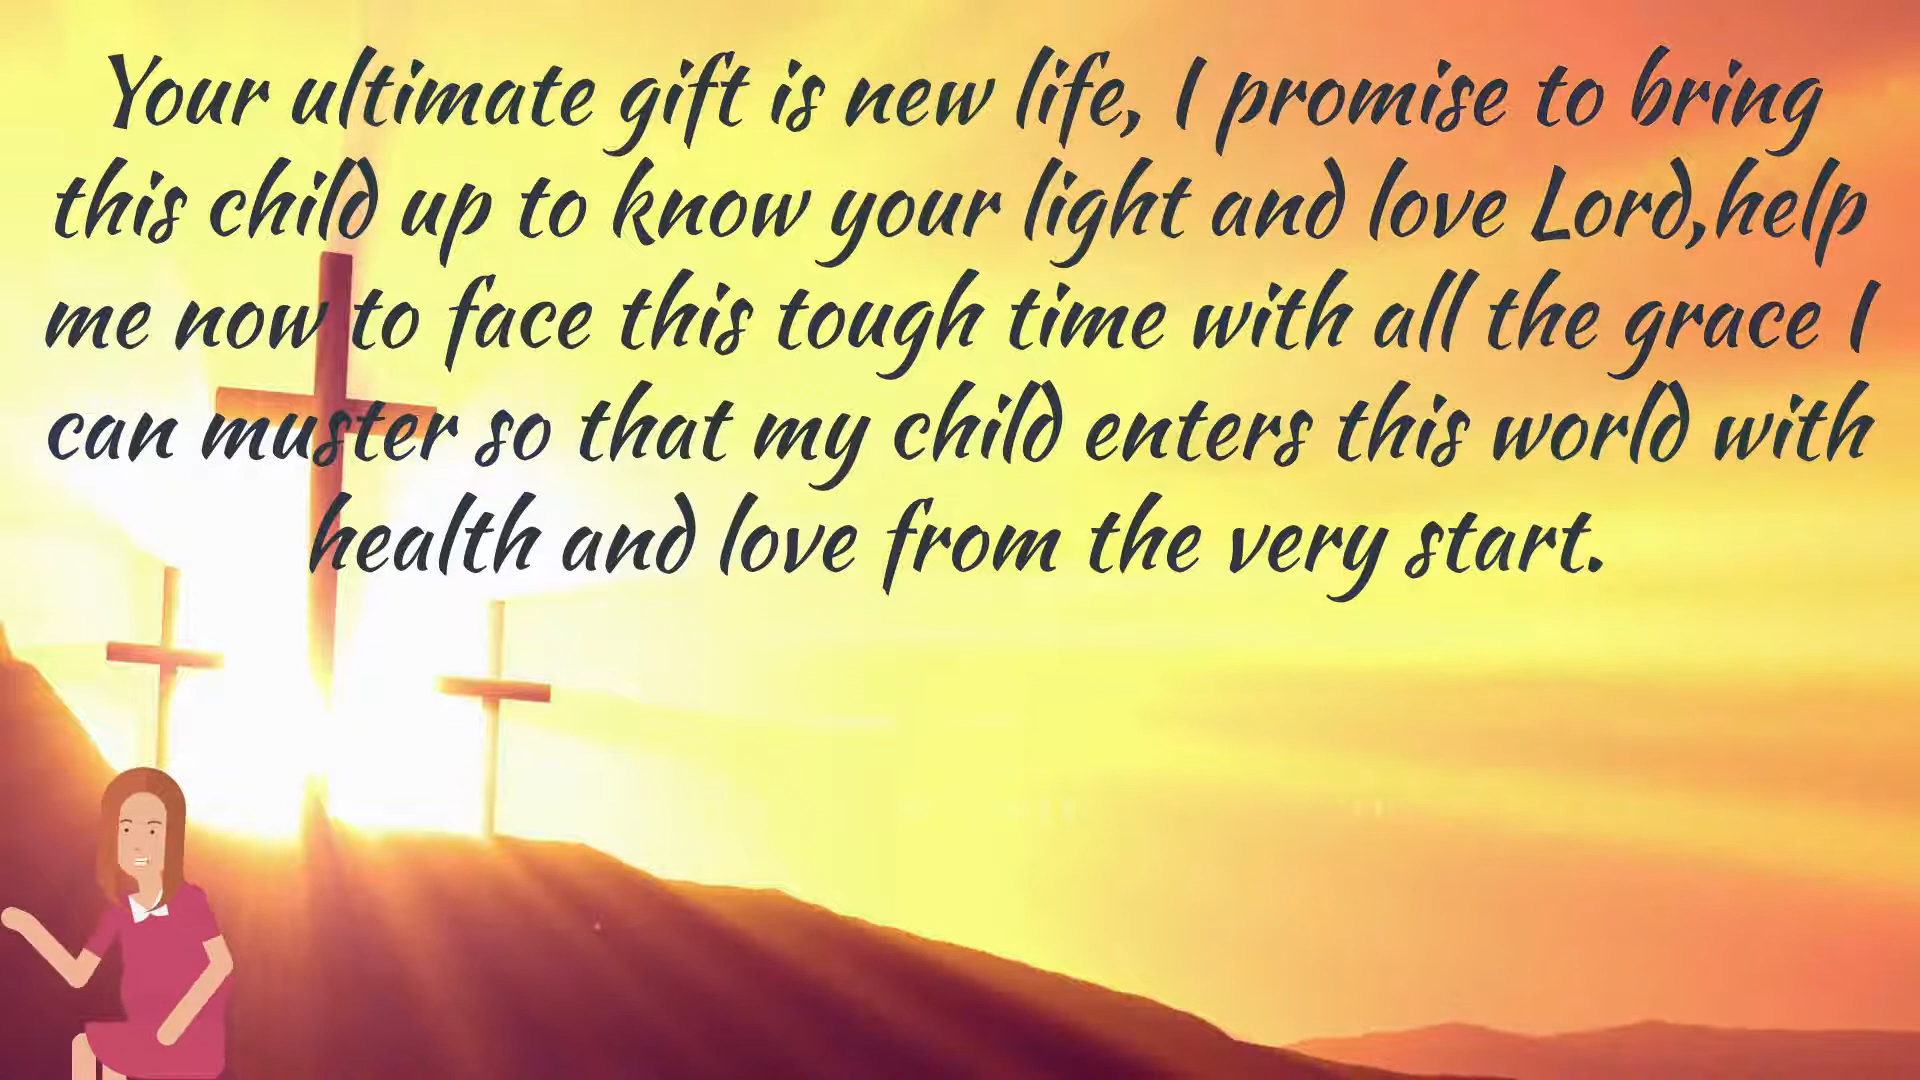 Your ultimate gift is new life, I promise to bring
this child up to know your light and love Lord,help
me now to face this tough time with all the grace I
can muster so that my child enters this world with
health and love from the very start.